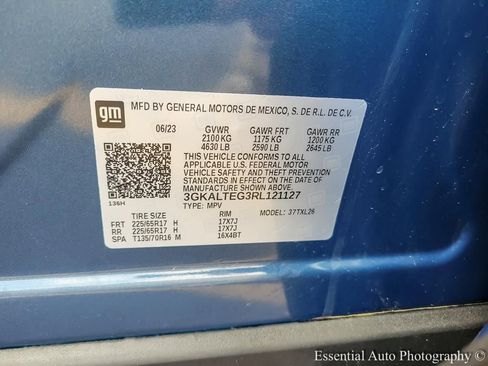 gm
MFD BY GENERAL MOTORS DE MEXICO, S. DE R.L. DE C.V.
06/23 GVWR GAWR FRT GAWR RR
2100 KG 1175 KG 1200 KG
4630 LB 2590 LB 2645 LB
THIS VEHICLE CONFORMS TO ALL
APPLICABLE U.S. FEDERAL MOTOR
VEHICLE SAFETY AND THEFT
PREVENTION STANDARDS IN EFFECT ON
THE DATE OF MANUFACTURE SHOWN ABOVE.
3GKALTEG3RL121127
136H
TYPE: MPV MODEL: 37TXL26
TIRE SIZE RIM
FRT 225/65R17 H 17X7J
RR 225/65R17 H 17X7J
SPA T135/70R16 M 16X4BT
Essential Auto Photography ©